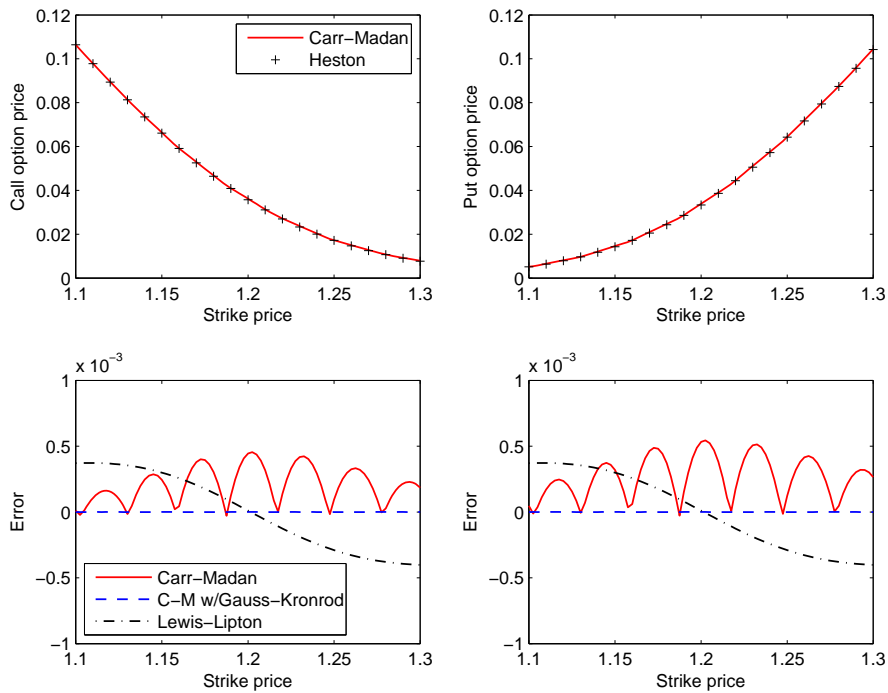 0.12
0.1
0.08
0.06
0.04
0.02
0
Call option price
1.1
1.15
1.2
1.25
1.3
Strike price
Carr−Madan
Heston
0.12
0.1
0.08
0.06
0.04
0.02
0
Put option price
1.1
1.15
1.2
1.25
1.3
Strike price
x 10−3
1
0.5
0
−0.5
−1
Error
1.1
1.15
1.2
1.25
1.3
Strike price
Carr−Madan
C−M w/Gauss−Kronrod
Lewis−Lipton
x 10−3
1
0.5
0
−0.5
−1
Error
1.1
1.15
1.2
1.25
1.3
Strike price